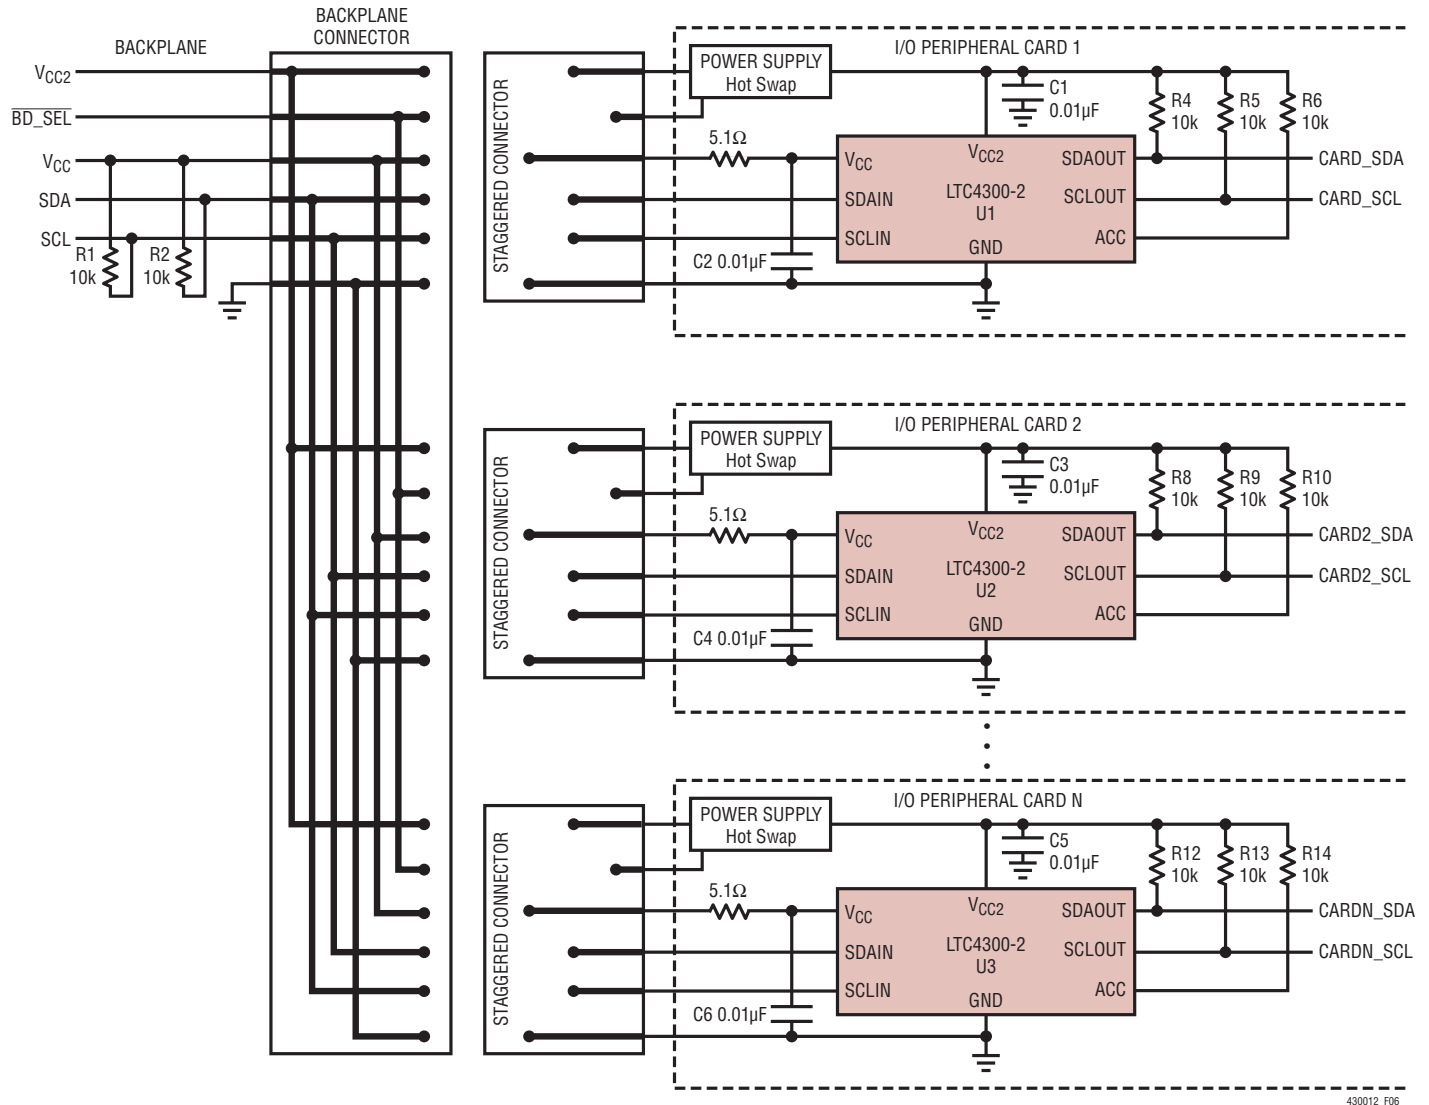 BACKPLANE
BACKPLANE
CONNECTOR
VCC2
BD_SEL
VCC
SDA
SCL
R1
10k
R2
10k
STAGGERED CONNECTOR
I/O PERIPHERAL CARD 1
POWER SUPPLY
Hot Swap
C1
0.01µF
R4
10k
R5
10k
R6
10k
5.1Ω
VCC
VCC2
SDAOUT
CARD_SDA
SDAIN
LTC4300-2
U1
SCLOUT
CARD_SCL
SCLIN
GND
ACC
C2 0.01µF
STAGGERED CONNECTOR
I/O PERIPHERAL CARD 2
POWER SUPPLY
Hot Swap
C3
0.01µF
R8
10k
R9
10k
R10
10k
5.1Ω
VCC
VCC2
SDAOUT
CARD2_SDA
SDAIN
LTC4300-2
U2
SCLOUT
CARD2_SCL
SCLIN
GND
ACC
C4 0.01µF
STAGGERED CONNECTOR
I/O PERIPHERAL CARD N
POWER SUPPLY
Hot Swap
C5
0.01µF
R12
10k
R13
10k
R14
10k
5.1Ω
VCC
VCC2
SDAOUT
CARDN_SDA
SDAIN
LTC4300-2
U3
SCLOUT
CARDN_SCL
SCLIN
GND
ACC
C6 0.01µF
430012 F06